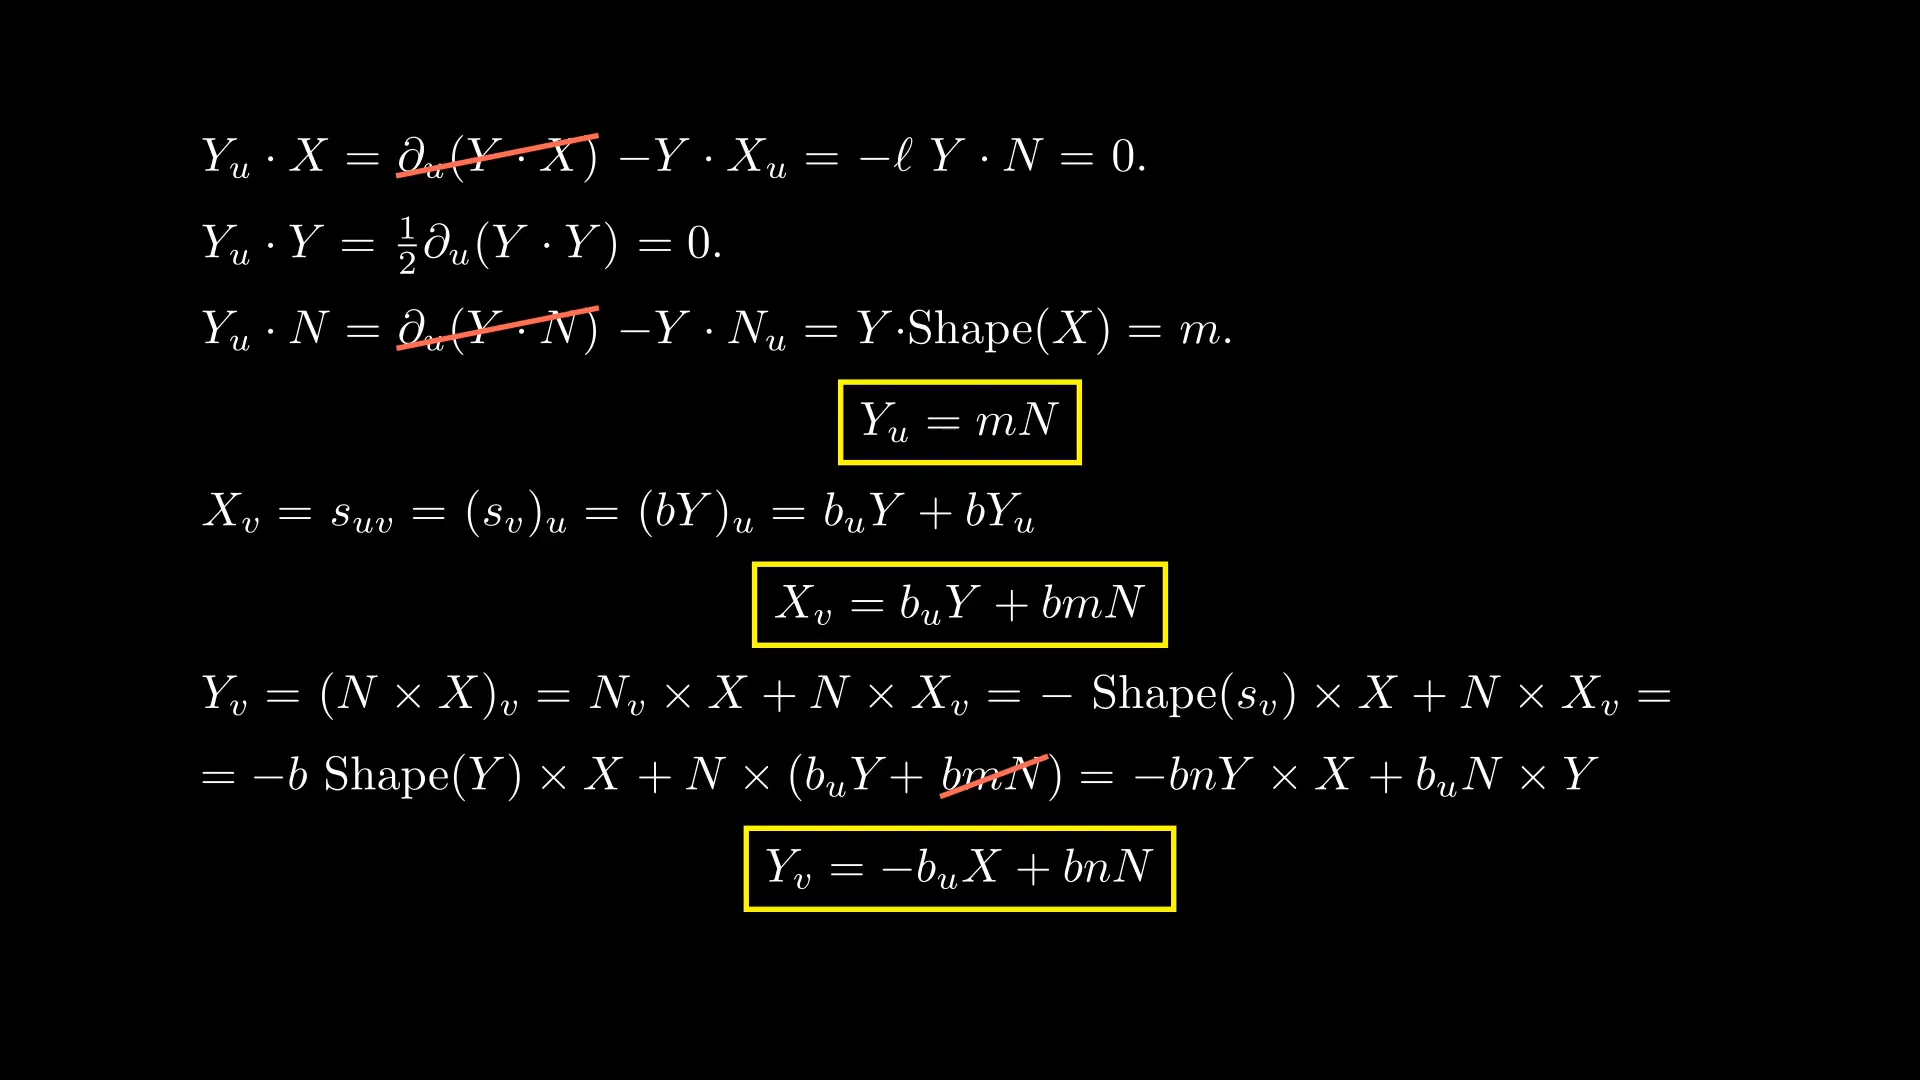 Y_u · X = ∂_u(Y · X) −Y · X_u = −ℓ Y · N = 0.
Y_u · Y = ½∂_u(Y · Y) = 0.
Y_u · N = ∂_u(Y · N) −Y · N_u = Y·Shape(X) = m.
Y_u = mN
X_v = s_{uv} = (s_v)_u = (bY)_u = b_uY + bY_u
X_v = b_uY + bmN
Y_v = (N × X)_v = N_v × X + N × X_v = − Shape(s_v) × X + N × X_v =
= −b Shape(Y) × X + N × (b_uY+ bmN) = −bnY × X + b_uN × Y
Y_v = −b_uX + bnN